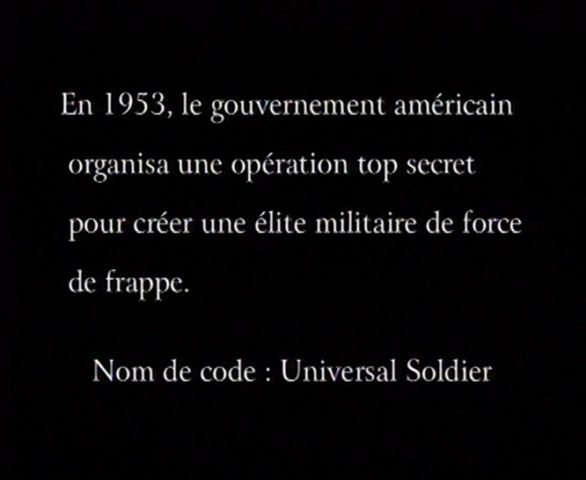 En 1953, le gouvernement américain
organisa une opération top secret
pour créer une élite militaire de force
de frappe.
Nom de code : Universal Soldier